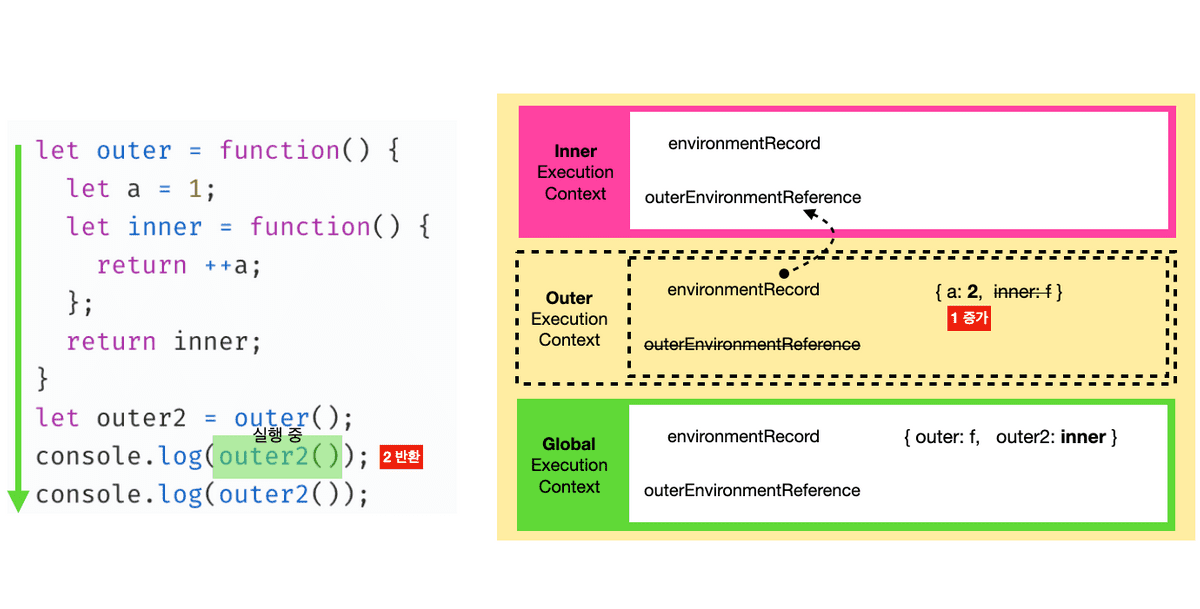 let outer = function() {
let a = 1;
let inner = function() {
return ++a;
};
return inner;
}
let outer2 = outer();
실행 중
console.log(outer2()); 2 반환
console.log(outer2());
Inner
Execution
Context
environmentRecord
outerEnvironmentReference
Outer
Execution
Context
environmentRecord { a: 2, inner: f }
1 증가
outerEnvironmentReference
Global
Execution
Context
environmentRecord { outer: f, outer2: inner }
outerEnvironmentReference